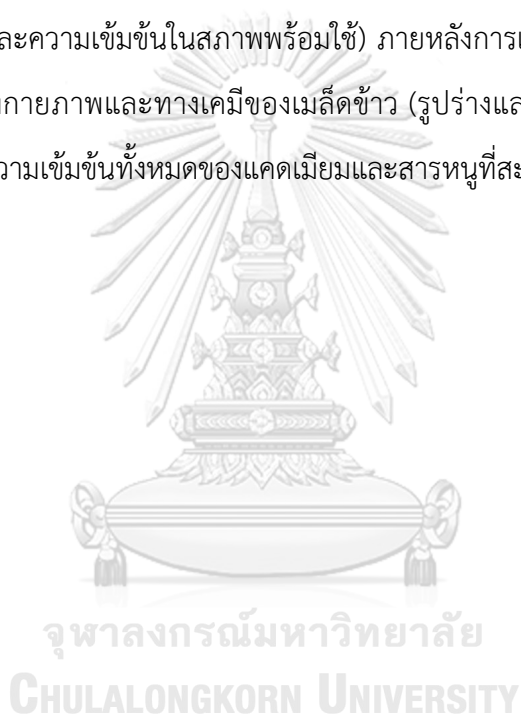 ละความเข้มข้นในสภาพพร้อมใช้) ภายหลังการเ
กายภาพและทางเคมีของเมล็ดข้าว (รูปร่างแล
วามเข้มข้นทั้งหมดของแคดเมียมและสารหนูที่สะ
จุฬาลงกรณ์มหาวิทยาลัย
CHULALONGKORN UNIVERSITY